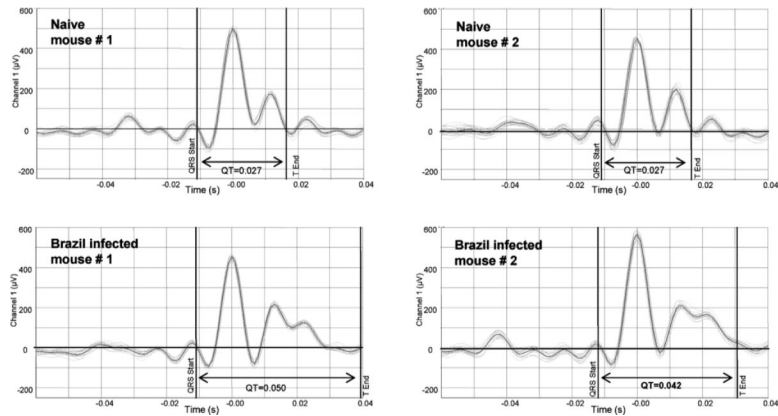 Naive
mouse # 1
Channel 1 (µV)
600
400
200
0
-200
QRS Start
QT=0.027
T End
-0.04
-0.02
-0.00
0.02
0.04
Time (s)
Naive
mouse # 2
Channel 1 (µV)
600
400
200
0
-200
QRS Start
QT=0.027
T End
-0.04
-0.02
-0.00
0.02
0.04
Time (s)
Brazil infected
mouse # 1
Channel 1 (µV)
600
400
200
0
-200
QRS Start
QT=0.050
T End
-0.04
-0.02
-0.00
0.02
0.04
Time (s)
Brazil infected
mouse # 2
Channel 1 (µV)
600
400
200
0
-200
QRS Start
QT=0.042
T End
-0.04
-0.02
-0.00
0.02
0.04
Time (s)